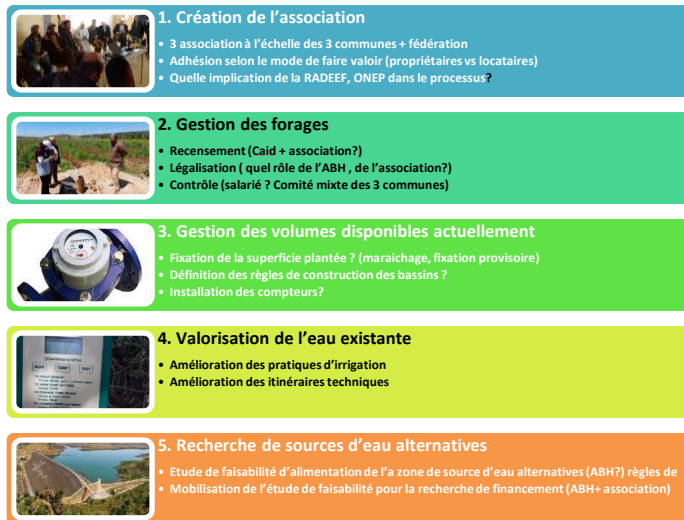 1. Création de l'association
• 3 association à l'échelle des 3 communes + fédération
• Adhésion selon le mode de faire valoir (propriétaires vs locataires)
• Quelle implication de la RADEEF, ONEP dans le processus?
2. Gestion des forages
• Recensement (Caid + association?)
• Légalisation ( quel rôle de l'ABH , de l'association?)
• Contrôle (salarié ? Comité mixte des 3 communes)
3. Gestion des volumes disponibles actuellement
• Fixation de la superficie plantée ? (maraichage, fixation provisoire)
• Définition des règles de construction des bassins ?
• Installation des compteurs?
4. Valorisation de l'eau existante
• Amélioration des pratiques d'irrigation
• Amélioration des itinéraires techniques
5. Recherche de sources d'eau alternatives
• Etude de faisabilité d'alimentation de l'a zone de source d'eau alternatives (ABH?) règles de
• Mobilisation de l'étude de faisabilité pour la recherche de financement (ABH+ association)